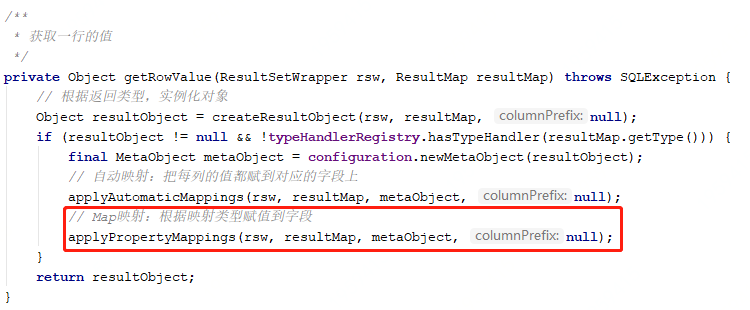 /**
 * 获取一行的值
 */
private Object getRowValue(ResultSetWrapper rsw, ResultMap resultMap) throws SQLException {
    // 根据返回类型，实例化对象
    Object resultObject = createResultObject(rsw, resultMap, columnPrefix: null);
    if (resultObject != null && !typeHandlerRegistry.hasTypeHandler(resultMap.getType())) {
        final MetaObject metaObject = configuration.newMetaObject(resultObject);
        // 自动映射：把每列的值都赋到对应的字段上
        applyAutomaticMappings(rsw, resultMap, metaObject, columnPrefix: null);
        // Map映射：根据映射类型赋值到字段
        applyPropertyMappings(rsw, resultMap, metaObject, columnPrefix: null);
    }
    return resultObject;
}